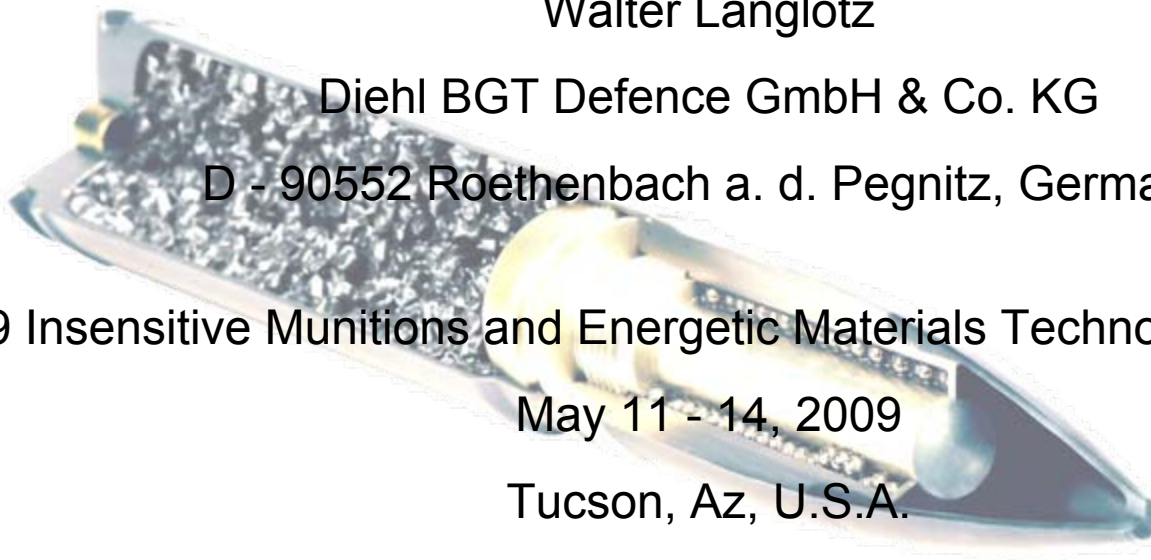 Walter Langlotz
Diehl BGT Defence GmbH & Co. KG
D - 90552 Roethenbach a. d. Pegnitz, Germa
9 Insensitive Munitions and Energetic Materials Techno
May 11 - 14, 2009
Tucson, Az, U.S.A.